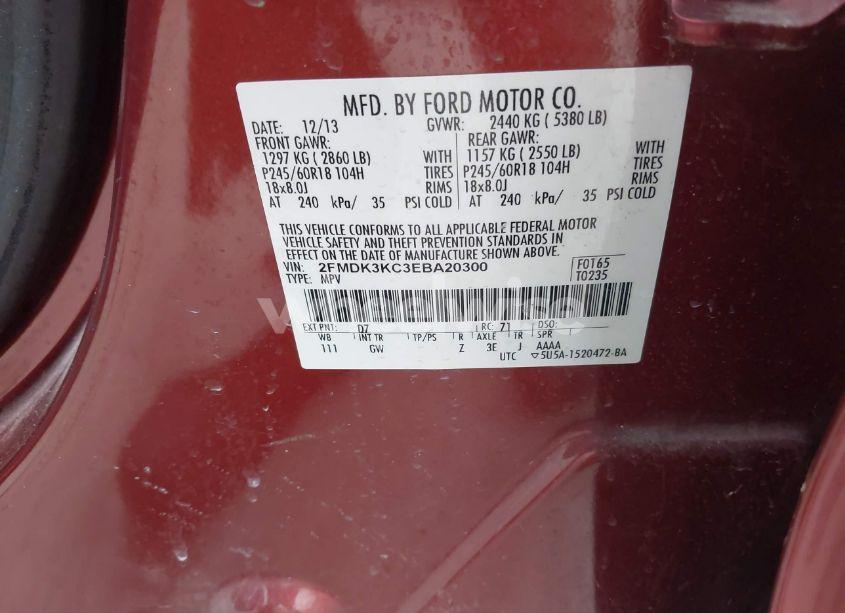 MFD. BY FORD MOTOR CO.
DATE: 12/13 GVWR: 2440 KG ( 5380 LB)
FRONT GAWR: REAR GAWR:
1297 KG ( 2860 LB) WITH 1157 KG ( 2550 LB) WITH
P245/60R18 104H TIRES P245/60R18 104H TIRES
18x8.0J RIMS 18x8.0J RIMS
AT 240 kPa/ 35 PSI COLD AT 240 kPa/ 35 PSI COLD
THIS VEHICLE CONFORMS TO ALL APPLICABLE FEDERAL MOTOR
VEHICLE SAFETY AND THEFT PREVENTION STANDARDS IN
EFFECT ON THE DATE OF MANUFACTURE SHOWN ABOVE.
VIN: 2FMDK3KC3EBA20300 F0165
TYPE: MPV T0235
EXT PNT: DZ RC: 71 DSO:
WB INT TR TP/PS R AXLE TR SPR
111 GW Z 3E J AAAA
UTC ▽5U5A-1520472-BA